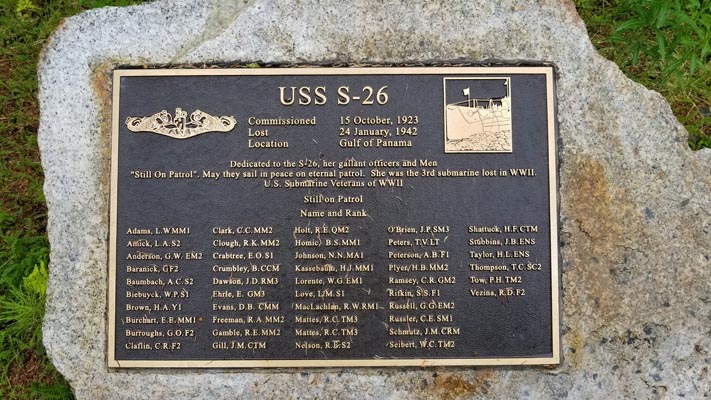 USS S-26
Commissioned 15 October, 1923
Lost 24 January, 1942
Location Gulf of Panama
Dedicated to the S-26, her gallant officers and Men
"Still On Patrol". May they sail in peace on eternal patrol. She was the 3rd submarine lost in WWII.
U.S. Submarine Veterans of WWII
Still on Patrol
Name and Rank
Adams, L.W MM1
Amick, L.A. S2
Anderson, G.W. EM2
Baranick, G F2
Baumbach, A.C. S2
Biebuyck, W.P. S1
Brown, H.A. Y1
Burchart, E.E. MM1
Burroughs, G.O. F2
Claflin, C.R. F2
Clark, C.C. MM2
Clough, R.K. MM2
Crabtree, E.O. S1
Crumbley, B. CCM
Dawson, J.D. RM3
Ehrle, E. GM3
Evans, D.B. CMM
Freeman, R.A. MM2
Gamble, R.E. MM2
Gill, J.M. CTM
Holt, R.E. QM2
Homic, B.S. MM1
Johnson, N.N. MA1
Kassebaum, H.J. MM1
Lorente, W.G. EM1
Love, L.M. S1
MacLachlan, R.W. RM1
Mattes, R.C. TM3
Mattes, R.C. TM3
Nelson, R.E. S2
O'Brien, J.P. SM3
Peters, T.V. LT
Peterson, A.B. F1
Plyer, H.B. MM2
Ramsey, C.R. GM2
Rifkin, S.S. F1
Russell, G.O. EM2
Russler, C.E. SM1
Schmutz, J.M. CRM
Seibert, W.C. TM2
Shattuck, H.F. CTM
Stubbins, J.B. ENS
Taylor, H.L. ENS
Thompson, T.C. SC2
Tow, P.H. TM2
Vezina, R.D. F2